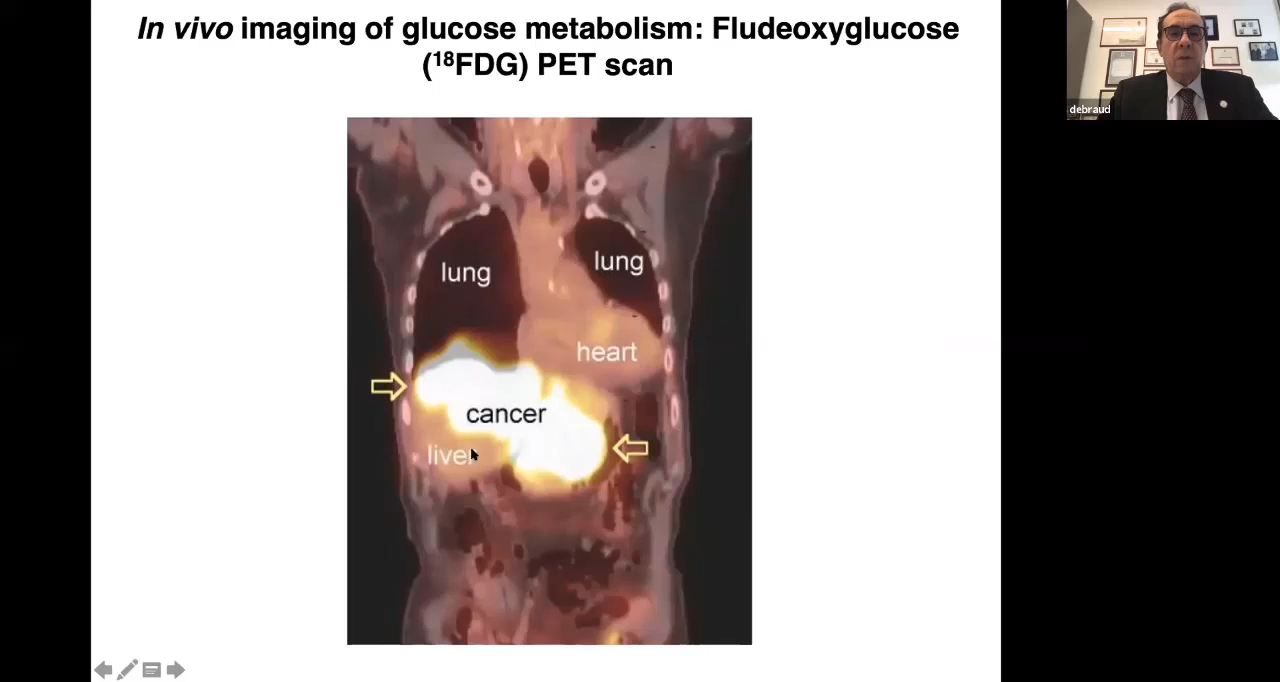 In vivo imaging of glucose metabolism: Fludeoxyglucose
(¹⁸FDG) PET scan
debraud
lung
lung
heart
cancer
liver